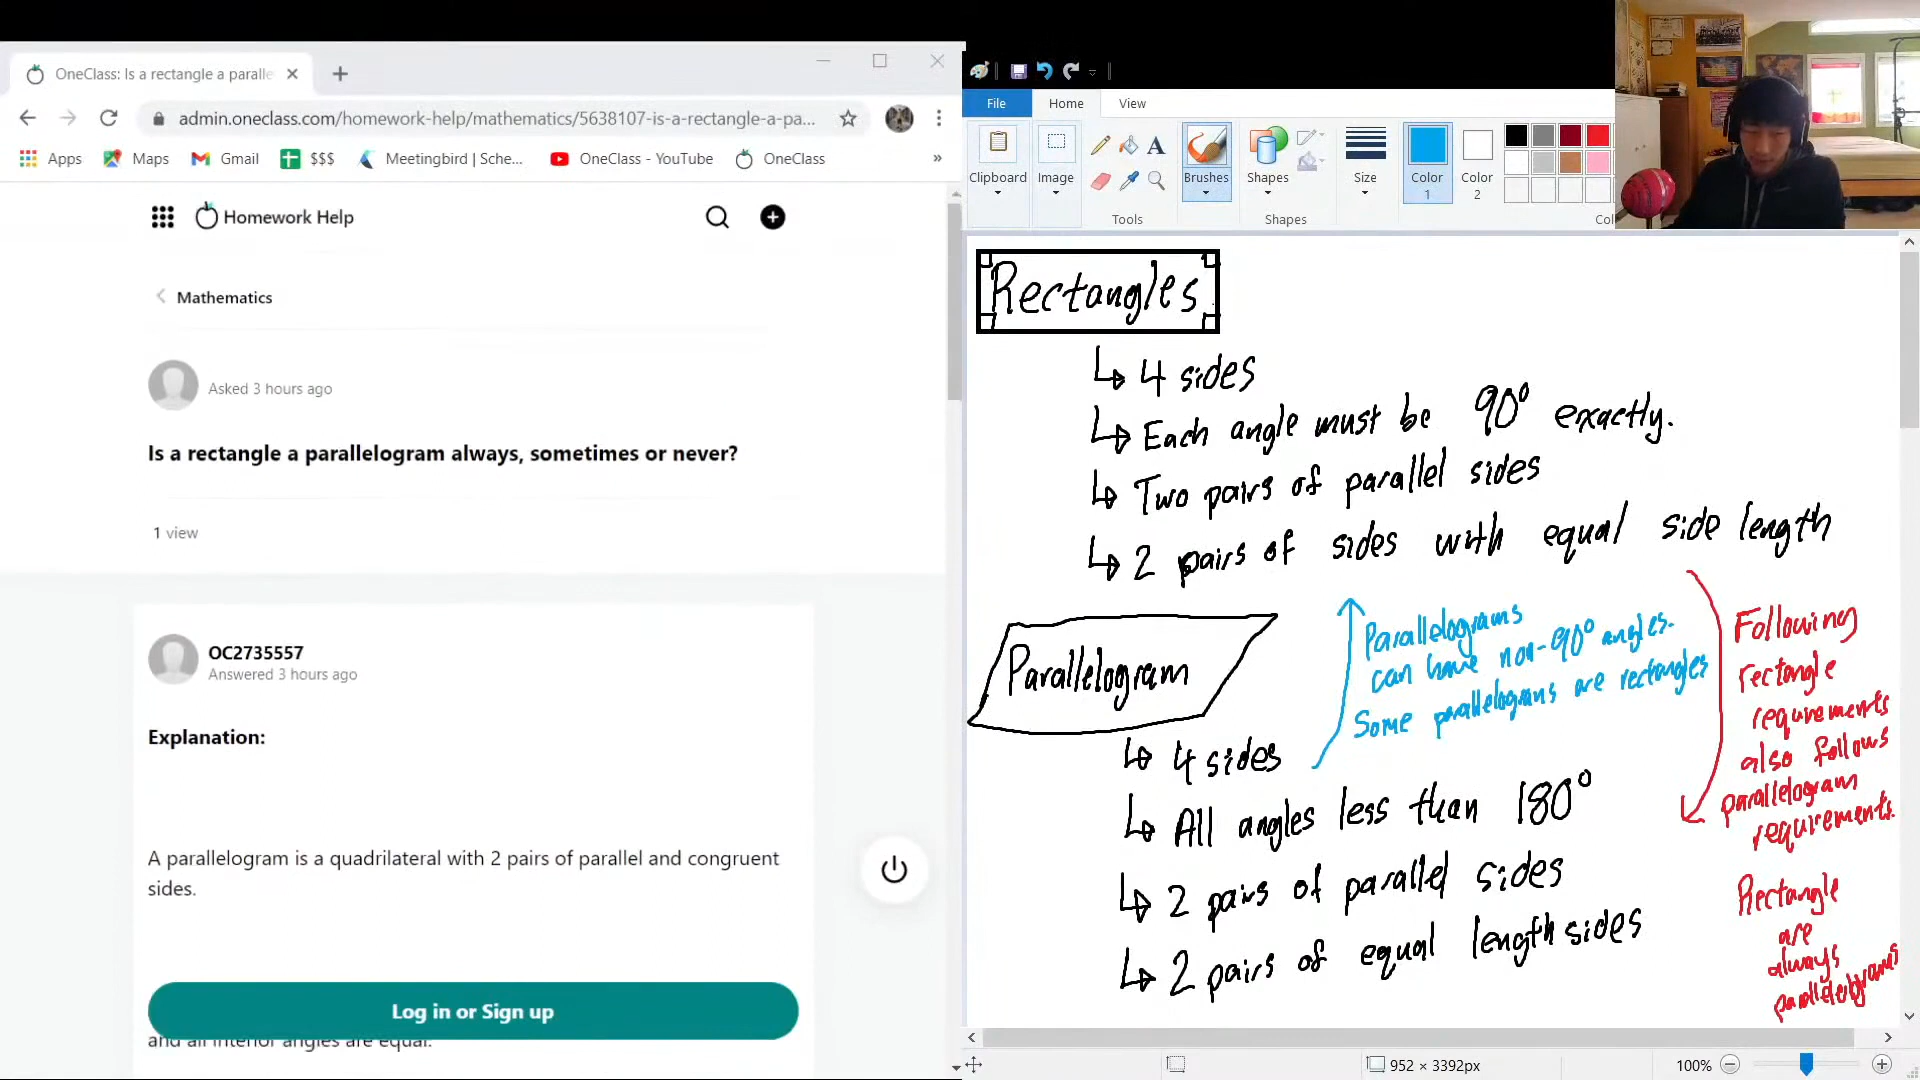 OneClass: Is a rectangle a paralle
admin.oneclass.com/homework-help/mathematics/5638107-is-a-rectangle-a-pa...
Apps Maps Gmail $$$ Meetingbird | Sche... OneClass - YouTube OneClass »
Homework Help
Mathematics
Asked 3 hours ago
Is a rectangle a parallelogram always, sometimes or never?
1 view
OC2735557
Answered 3 hours ago
Explanation:
A parallelogram is a quadrilateral with 2 pairs of parallel and congruent
sides.
Log in or Sign up
and all interior angles are equal.
File Home View
Clipboard Image Tools Brushes Shapes Shapes Size Color 1 Color 2 Col
Rectangles
↳ 4 sides
↳ Each angle must be 90° exactly.
↳ Two pairs of parallel sides
↳ 2 pairs of sides with equal side length
Parallelogram
↳ 4 sides
↳ All angles less than 180°
↳ 2 pairs of parallel sides
↳ 2 pairs of equal length sides
Parallelograms
can have non-90° angles.
Some parallelograms are rectangles
Following
rectangle
requirements
also follows
parallelogram
requirements.
Rectangle
are
always
parallelograms
952 × 3392px 100%